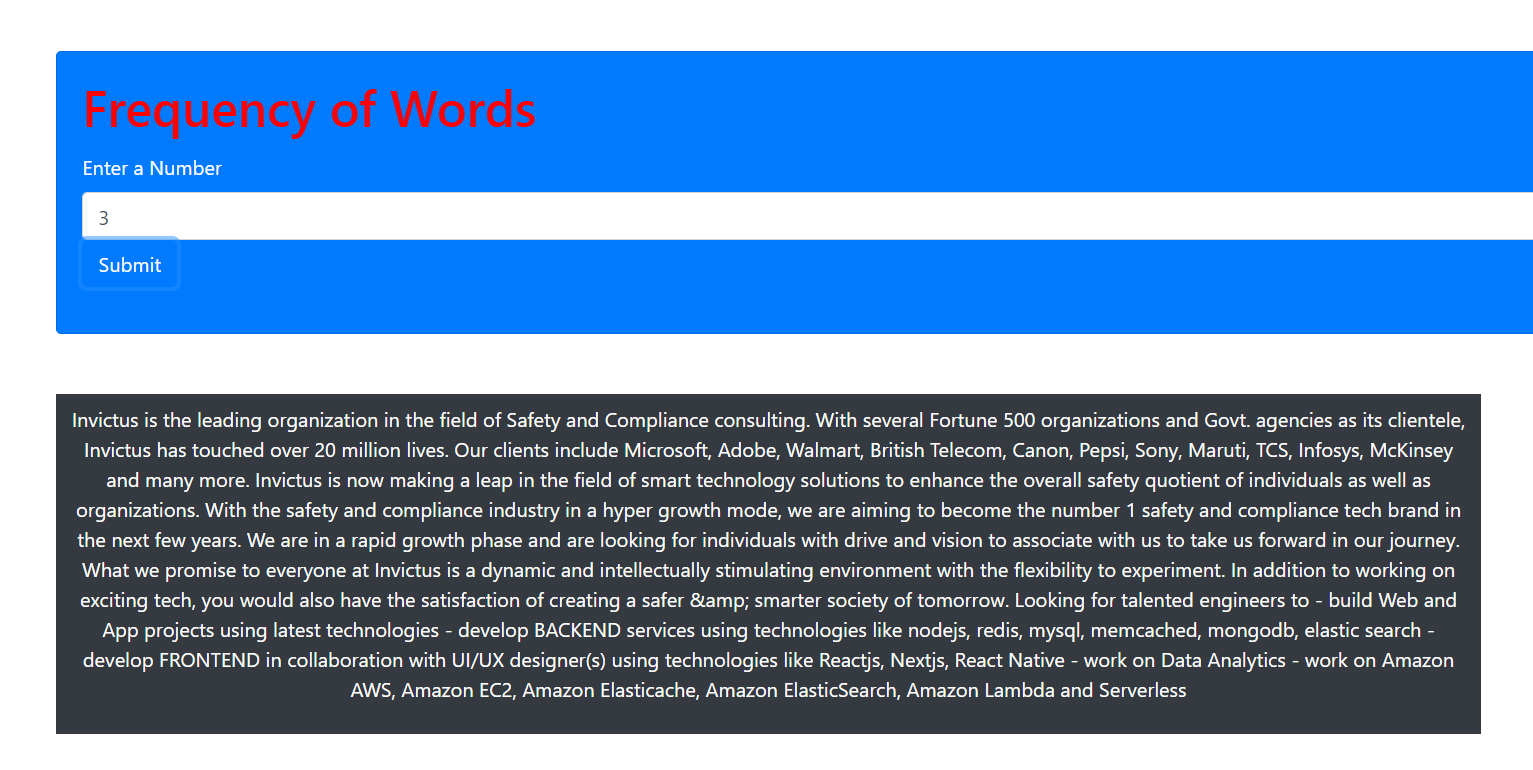 Frequency of Words
Enter a Number
3
Submit
Invictus is the leading organization in the field of Safety and Compliance consulting. With several Fortune 500 organizations and Govt. agencies as its clientele,
Invictus has touched over 20 million lives. Our clients include Microsoft, Adobe, Walmart, British Telecom, Canon, Pepsi, Sony, Maruti, TCS, Infosys, McKinsey
and many more. Invictus is now making a leap in the field of smart technology solutions to enhance the overall safety quotient of individuals as well as
organizations. With the safety and compliance industry in a hyper growth mode, we are aiming to become the number 1 safety and compliance tech brand in
the next few years. We are in a rapid growth phase and are looking for individuals with drive and vision to associate with us to take us forward in our journey.
What we promise to everyone at Invictus is a dynamic and intellectually stimulating environment with the flexibility to experiment. In addition to working on
exciting tech, you would also have the satisfaction of creating a safer &amp; smarter society of tomorrow. Looking for talented engineers to - build Web and
App projects using latest technologies - develop BACKEND services using technologies like nodejs, redis, mysql, memcached, mongodb, elastic search -
develop FRONTEND in collaboration with UI/UX designer(s) using technologies like Reactjs, Nextjs, React Native - work on Data Analytics - work on Amazon
AWS, Amazon EC2, Amazon Elasticache, Amazon ElasticSearch, Amazon Lambda and Serverless